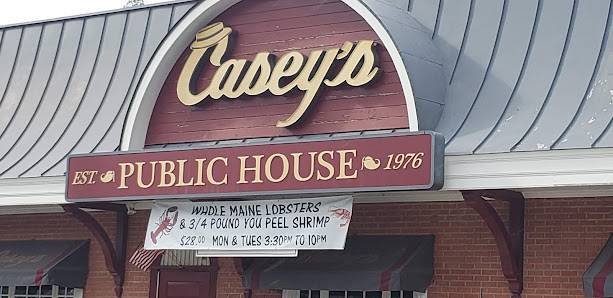 Casey's
EST. PUBLIC HOUSE 1976
WHOLE MAINE LOBSTERS
& 3/4 POUND YOU PEEL SHRIMP
$28.00 MON & TUES 3:30PM TO 10PM